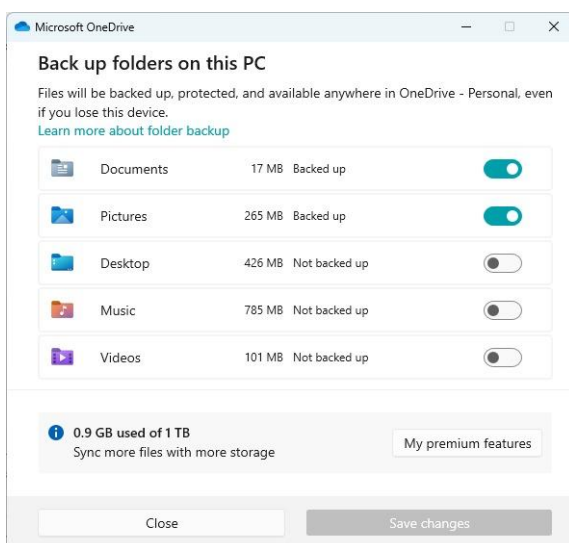 Microsoft OneDrive
Back up folders on this PC
Files will be backed up, protected, and available anywhere in OneDrive - Personal, even
if you lose this device.
Learn more about folder backup
Documents 17 MB Backed up
Pictures 265 MB Backed up
Desktop 426 MB Not backed up
Music 785 MB Not backed up
Videos 101 MB Not backed up
0.9 GB used of 1 TB
Sync more files with more storage
My premium features
Close Save changes